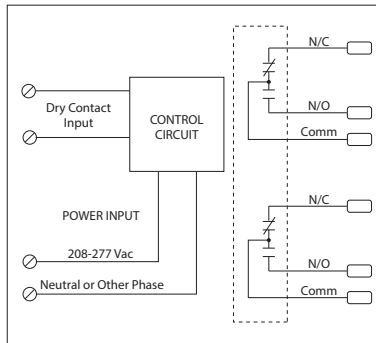 N/C
Dry Contact
Input
CONTROL
CIRCUIT
N/O
Comm
POWER INPUT
208-277 Vac
Neutral or Other Phase
N/C
N/O
Comm